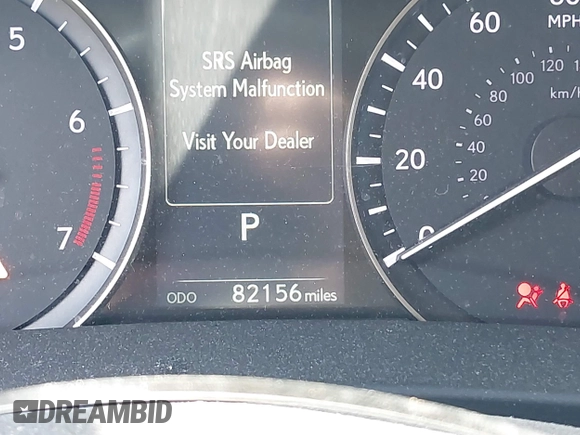 SRS Airbag
System Malfunction
Visit Your Dealer
P
ODO 82156 miles
5
6
7
60
MPH
40
20
0
120
100
80
60
40
20
DREAMBID